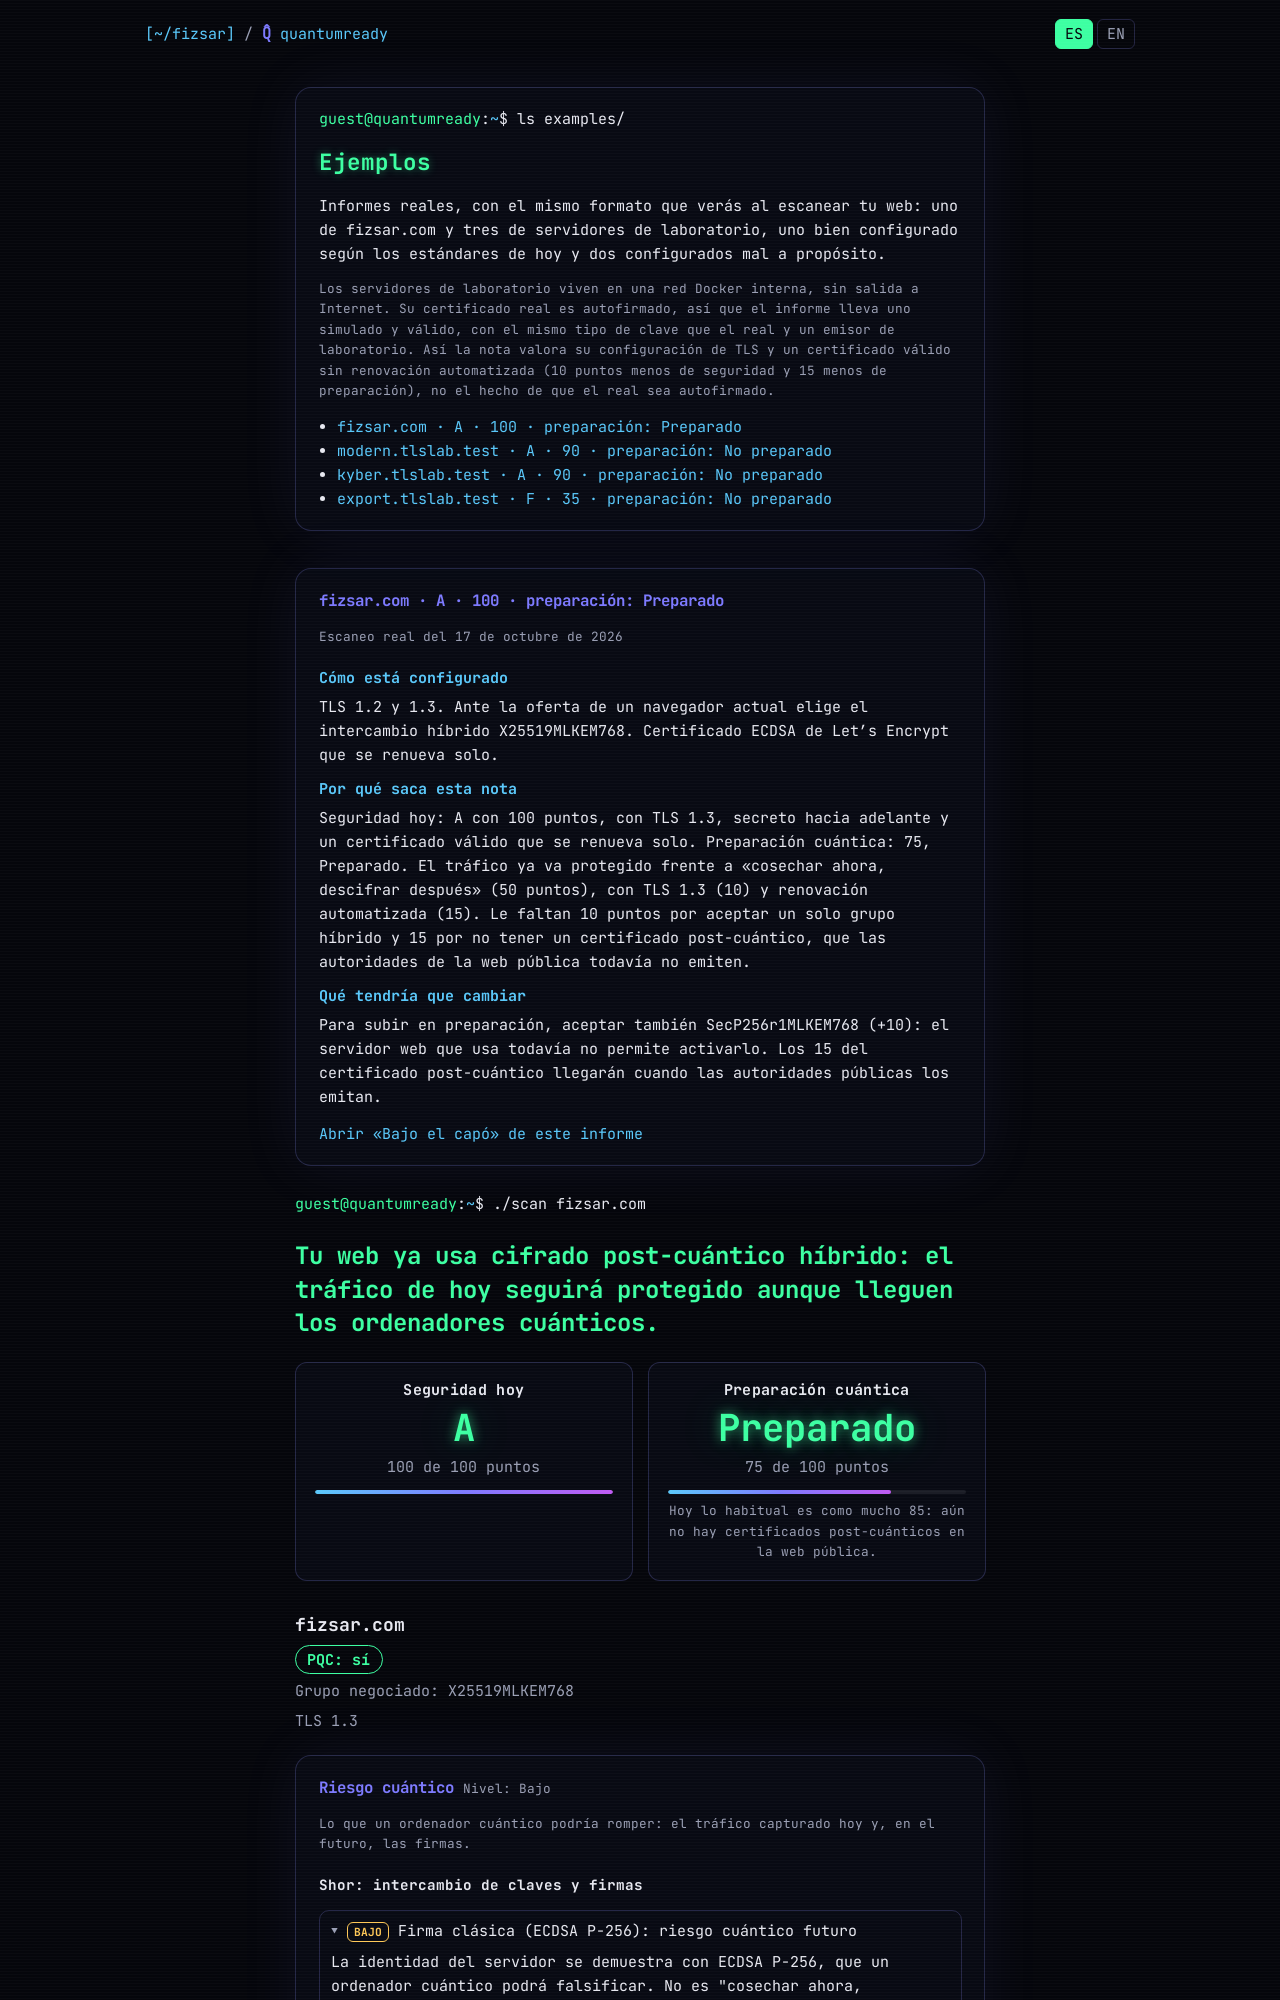 [~/fizsar] / Q quantumready
ES EN
guest@quantumready:~$ ls examples/
Ejemplos
Informes reales, con el mismo formato que verás al escanear tu web: uno
de fizsar.com y tres de servidores de laboratorio, uno bien configurado
según los estándares de hoy y dos configurados mal a propósito.
Los servidores de laboratorio viven en una red Docker interna, sin salida a
Internet. Su certificado real es autofirmado, así que el informe lleva uno
simulado y válido, con el mismo tipo de clave que el real y un emisor de
laboratorio. Así la nota valora su configuración de TLS y un certificado válido
sin renovación automatizada (10 puntos menos de seguridad y 15 menos de
preparación), no el hecho de que el real sea autofirmado.
• fizsar.com · A · 100 · preparación: Preparado
• modern.tlslab.test · A · 90 · preparación: No preparado
• kyber.tlslab.test · A · 90 · preparación: No preparado
• export.tlslab.test · F · 35 · preparación: No preparado
fizsar.com · A · 100 · preparación: Preparado
Escaneo real del 17 de octubre de 2026
Cómo está configurado
TLS 1.2 y 1.3. Ante la oferta de un navegador actual elige el
intercambio híbrido X25519MLKEM768. Certificado ECDSA de Let’s Encrypt
que se renueva solo.
Por qué saca esta nota
Seguridad hoy: A con 100 puntos, con TLS 1.3, secreto hacia adelante y
un certificado válido que se renueva solo. Preparación cuántica: 75,
Preparado. El tráfico ya va protegido frente a «cosechar ahora,
descifrar después» (50 puntos), con TLS 1.3 (10) y renovación
automatizada (15). Le faltan 10 puntos por aceptar un solo grupo
híbrido y 15 por no tener un certificado post-cuántico, que las
autoridades de la web pública todavía no emiten.
Qué tendría que cambiar
Para subir en preparación, aceptar también SecP256r1MLKEM768 (+10): el
servidor web que usa todavía no permite activarlo. Los 15 del
certificado post-cuántico llegarán cuando las autoridades públicas los
emitan.
Abrir «Bajo el capó» de este informe
guest@quantumready:~$ ./scan fizsar.com
Tu web ya usa cifrado post-cuántico híbrido: el
tráfico de hoy seguirá protegido aunque lleguen
los ordenadores cuánticos.
Seguridad hoy
A
100 de 100 puntos
Preparación cuántica
Preparado
75 de 100 puntos
Hoy lo habitual es como mucho 85: aún
no hay certificados post-cuánticos en
la web pública.
fizsar.com
PQC: sí
Grupo negociado: X25519MLKEM768
TLS 1.3
Riesgo cuántico Nivel: Bajo
Lo que un ordenador cuántico podría romper: el tráfico capturado hoy y, en el
futuro, las firmas.
Shor: intercambio de claves y firmas
▾ BAJO Firma clásica (ECDSA P-256): riesgo cuántico futuro
La identidad del servidor se demuestra con ECDSA P-256, que un
ordenador cuántico podrá falsificar. No es "cosechar ahora,